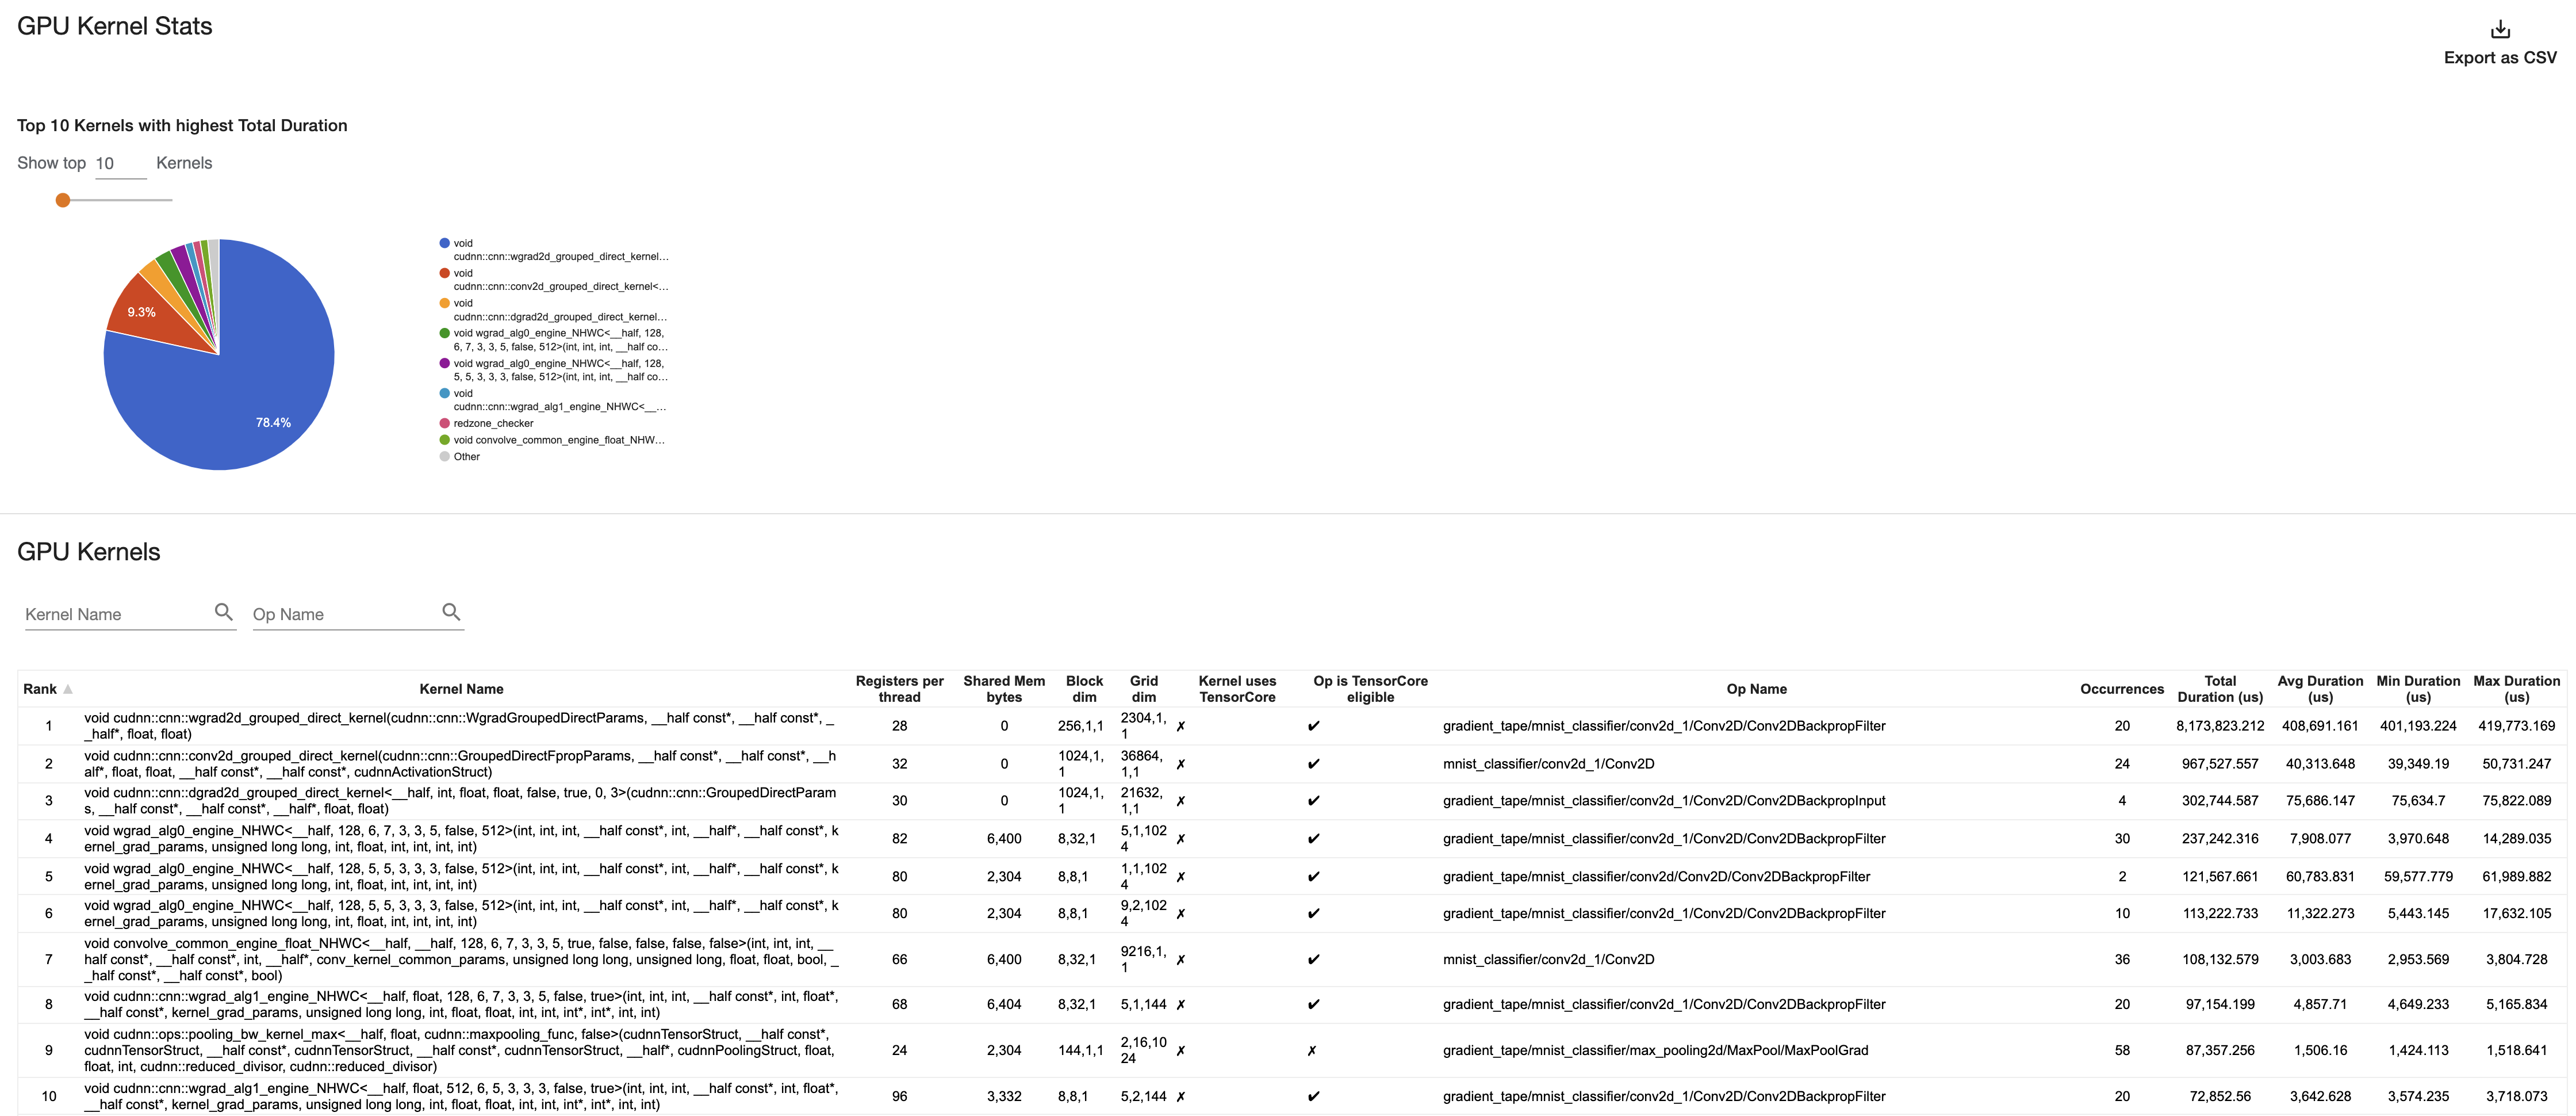 GPU Kernel Stats
Export as CSV
Top 10 Kernels with highest Total Duration
Show top 10 Kernels
9.3%
78.4%
void
cudnn::cnn::wgrad2d_grouped_direct_kernel...
void
cudnn::cnn::conv2d_grouped_direct_kernel<...
void
cudnn::cnn::dgrad2d_grouped_direct_kernel...
void wgrad_alg0_engine_NHWC<__half, 128,
6, 7, 3, 3, 5, false, 512>(int, int, int, __half co...
void wgrad_alg0_engine_NHWC<__half, 128,
5, 5, 3, 3, 3, false, 512>(int, int, int, __half co...
void
cudnn::cnn::wgrad_alg1_engine_NHWC<__...
redzone_checker
void convolve_common_engine_float_NHW...
Other
GPU Kernels
Kernel Name Op Name
Rank Kernel Name Registers per thread Shared Mem bytes Block dim Grid dim Kernel uses TensorCore Op is TensorCore eligible Op Name Occurrences Total Duration (us) Avg Duration (us) Min Duration (us) Max Duration (us)
1 void cudnn::cnn::wgrad2d_grouped_direct_kernel(cudnn::cnn::WgradGroupedDirectParams, __half const*, __half const*, _
_half*, float, float) 28 0 256,1,1 2304,1,1 ✗ ✔ gradient_tape/mnist_classifier/conv2d_1/Conv2D/Conv2DBackpropFilter 20 8,173,823.212 408,691.161 401,193.224 419,773.169
2 void cudnn::cnn::conv2d_grouped_direct_kernel(cudnn::cnn::GroupedDirectFpropParams, __half const*, __half const*, __h
alf*, float, float, __half const*, __half const*, cudnnActivationStruct) 32 0 1024,1,1 36864,1,1 ✗ ✔ mnist_classifier/conv2d_1/Conv2D 24 967,527.557 40,313.648 39,349.19 50,731.247
3 void cudnn::cnn::dgrad2d_grouped_direct_kernel<__half, int, float, float, false, true, 0, 3>(cudnn::cnn::GroupedDirectParam
s, __half const*, __half const*, __half*, float, float) 30 0 1024,1,1 21632,1,1 ✗ ✔ gradient_tape/mnist_classifier/conv2d_1/Conv2D/Conv2DBackpropInput 4 302,744.587 75,686.147 75,634.7 75,822.089
4 void wgrad_alg0_engine_NHWC<__half, 128, 6, 7, 3, 3, 5, false, 512>(int, int, int, __half const*, int, __half*, __half const*, k
ernel_grad_params, unsigned long long, int, float, int, int, int, int) 82 6,400 8,32,1 5,1,1024 ✗ ✔ gradient_tape/mnist_classifier/conv2d_1/Conv2D/Conv2DBackpropFilter 30 237,242.316 7,908.077 3,970.648 14,289.035
5 void wgrad_alg0_engine_NHWC<__half, 128, 5, 5, 3, 3, 3, false, 512>(int, int, int, __half const*, int, __half*, __half const*, k
ernel_grad_params, unsigned long long, int, float, int, int, int, int) 80 2,304 8,8,1 1,1,1024 ✗ ✔ gradient_tape/mnist_classifier/conv2d/Conv2D/Conv2DBackpropFilter 2 121,567.661 60,783.831 59,577.779 61,989.882
6 void wgrad_alg0_engine_NHWC<__half, 128, 5, 5, 3, 3, 3, false, 512>(int, int, int, __half const*, int, __half*, __half const*, k
ernel_grad_params, unsigned long long, int, float, int, int, int, int) 80 2,304 8,8,1 9,2,1024 ✗ ✔ gradient_tape/mnist_classifier/conv2d_1/Conv2D/Conv2DBackpropFilter 10 113,222.733 11,322.273 5,443.145 17,632.105
7 void convolve_common_engine_float_NHWC<__half, __half, 128, 6, 7, 3, 3, 5, true, false, false, false, false>(int, int, int, __
half const*, __half const*, int, __half*, conv_kernel_common_params, unsigned long long, unsigned long, float, float, bool, _
_half const*, __half const*, bool) 66 6,400 8,32,1 9216,1,1 ✗ ✔ mnist_classifier/conv2d_1/Conv2D 36 108,132.579 3,003.683 2,953.569 3,804.728
8 void cudnn::cnn::wgrad_alg1_engine_NHWC<__half, float, 128, 6, 7, 3, 3, 5, false, true>(int, int, int, __half const*, int, float*,
__half const*, kernel_grad_params, unsigned long long, int, float, float, int, int, int*, int*, int, int) 68 6,404 8,32,1 5,1,144 ✗ ✔ gradient_tape/mnist_classifier/conv2d_1/Conv2D/Conv2DBackpropFilter 20 97,154.199 4,857.71 4,649.233 5,165.834
9 void cudnn::ops::pooling_bw_kernel_max<__half, float, cudnn::maxpooling_func, false>(cudnnTensorStruct, __half const*,
cudnnTensorStruct, __half const*, cudnnTensorStruct, __half const*, cudnnTensorStruct, __half*, cudnnPoolingStruct, float,
float, int, cudnn::reduced_divisor, cudnn::reduced_divisor) 24 2,304 144,1,1 2,16,1024 ✗ ✗ gradient_tape/mnist_classifier/max_pooling2d/MaxPool/MaxPoolGrad 58 87,357.256 1,506.16 1,424.113 1,518.641
10 void cudnn::cnn::wgrad_alg1_engine_NHWC<__half, float, 512, 6, 5, 3, 3, 3, false, true>(int, int, int, __half const*, int, float*,
__half const*, kernel_grad_params, unsigned long long, int, float, float, int, int, int*, int*, int, int) 96 3,332 8,8,1 5,2,144 ✗ ✔ gradient_tape/mnist_classifier/conv2d_1/Conv2D/Conv2DBackpropFilter 20 72,852.56 3,642.628 3,574.235 3,718.073